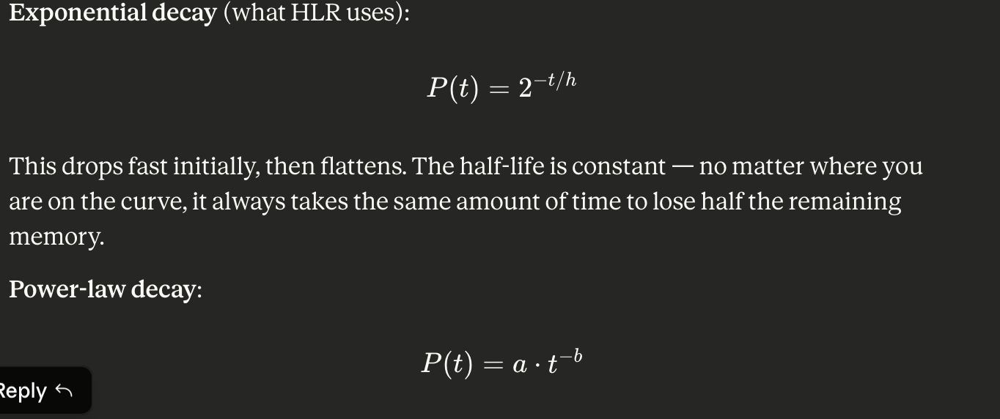 Exponential decay (what HLR uses):
P(t) = 2^{-t/h}
This drops fast initially, then flattens. The half-life is constant — no matter where you
are on the curve, it always takes the same amount of time to lose half the remaining
memory.
Power-law decay:
P(t) = a · t^{-b}
Reply